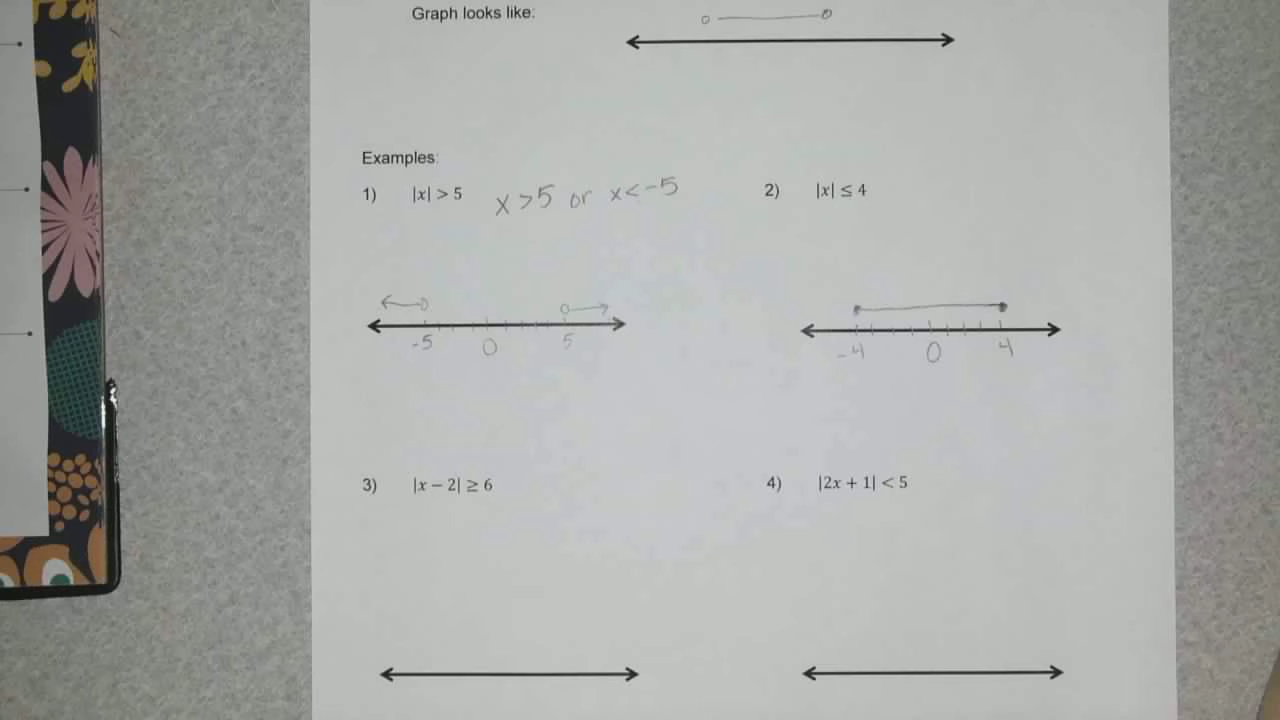 Graph looks like:
Examples:
1) |x| > 5 x > 5 or x < -5
2) |x| ≤ 4
-5 0 5
-4 0 4
3) |x − 2| ≥ 6
4) |2x + 1| < 5